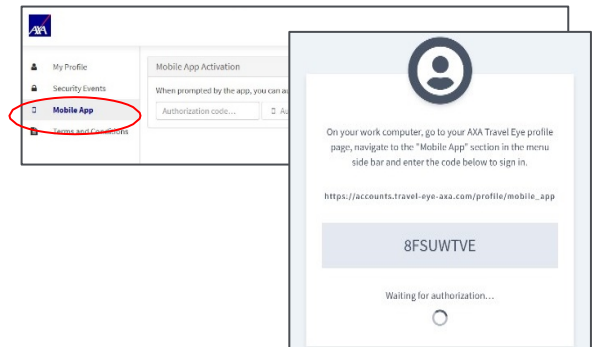 AXA
My Profile
Security Events
Mobile App
Terms and Conditions
Mobile App Activation
When prompted by the app, you can au
Authorization code...
Au
On your work computer, go to your AXA Travel Eye profile
page, navigate to the "Mobile App" section in the menu
side bar and enter the code below to sign in.
https://accounts.travel-eye-axa.com/profile/mobile_app
8FSUWTVE
Waiting for authorization...